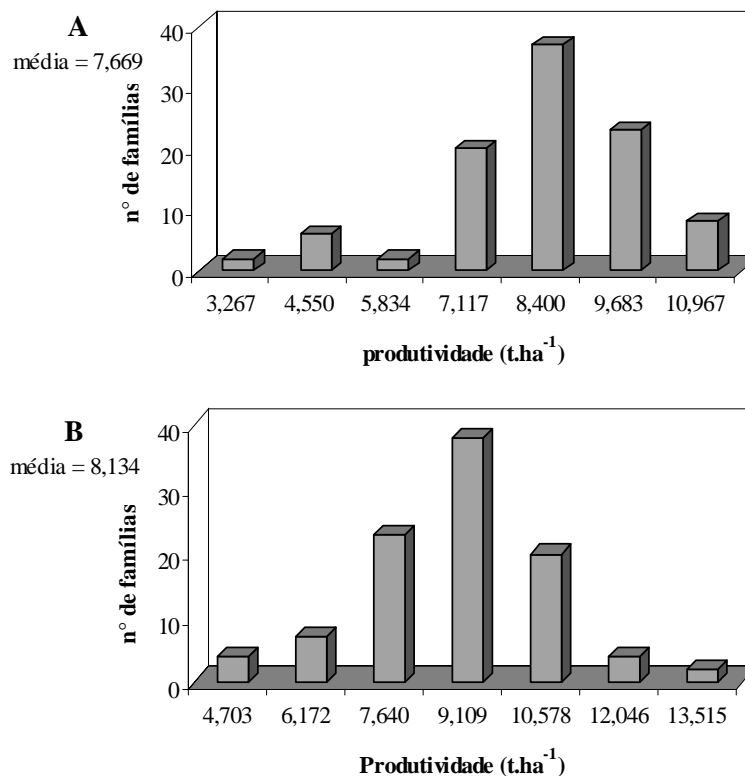 A
média = 7,669
n° de famílias
40
30
20
10
0
3,267 4,550 5,834 7,117 8,400 9,683 10,967
produtividade (t.ha⁻¹)
B
média = 8,134
n° de famílias
40
30
20
10
0
4,703 6,172 7,640 9,109 10,578 12,046 13,515
Produtividade (t.ha⁻¹)